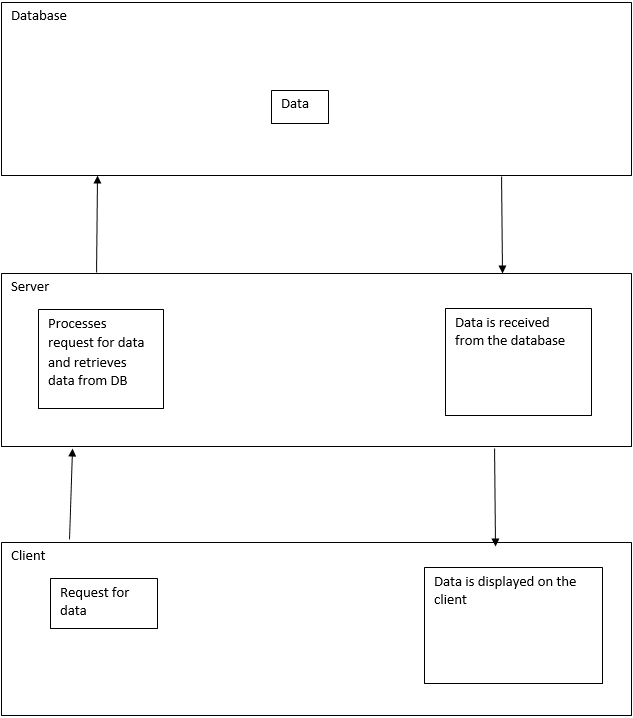 Database
Data
Server
Processes
request for data
and retrieves
data from DB
Data is received
from the database
Client
Request for
data
Data is displayed on the
client